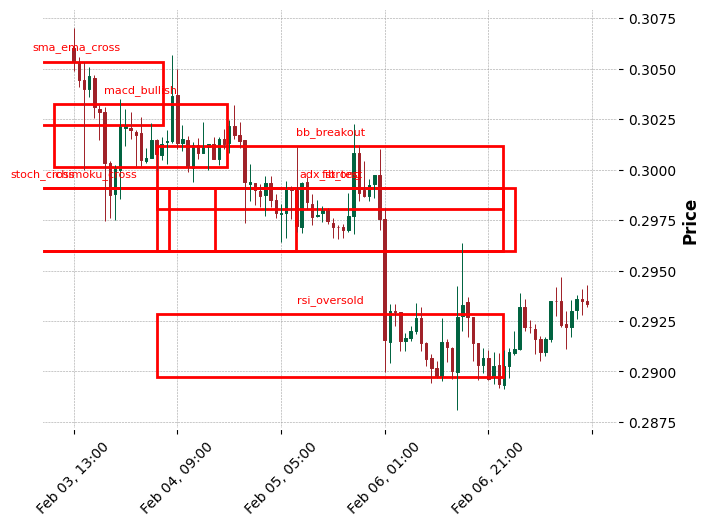 0.3075
sma_ema_cross
0.3050
macd_bullish
0.3025
bb_breakout
0.3000
stoch_cross
ichimoku_cross
adx_strong
0.2975
Price
0.2950
rsi_oversold
0.2925
0.2900
0.2875
Feb 03, 13:00
Feb 04, 09:00
Feb 05, 05:00
Feb 06, 01:00
Feb 06, 21:00